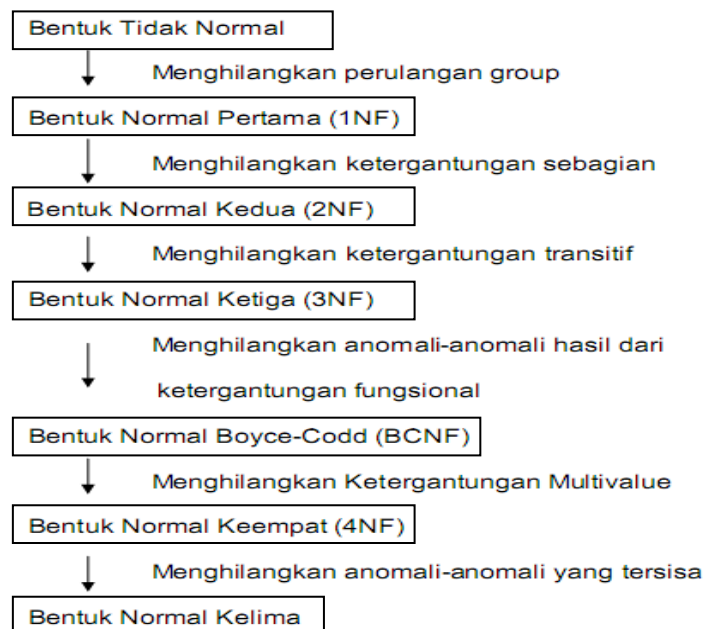 Bentuk Tidak Normal
Menghilangkan perulangan group
Bentuk Normal Pertama (1NF)
Menghilangkan ketergantungan sebagian
Bentuk Normal Kedua (2NF)
Menghilangkan ketergantungan transitif
Bentuk Normal Ketiga (3NF)
Menghilangkan anomali-anomali hasil dari
ketergantungan fungsional
Bentuk Normal Boyce-Codd (BCNF)
Menghilangkan Ketergantungan Multivalue
Bentuk Normal Keempat (4NF)
Menghilangkan anomali-anomali yang tersisa
Bentuk Normal Kelima